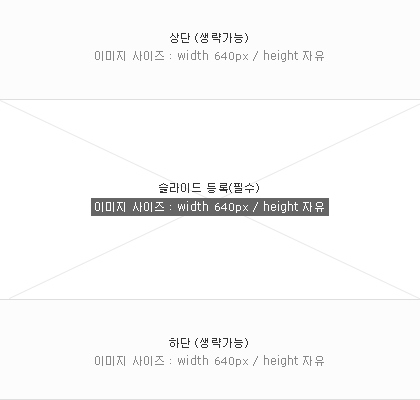 상단 (생략가능)
이미지 사이즈 : width 640px / height 자유
슬라이드 등록(필수)
이미지 사이즈 : width 640px / height 자유
하단 (생략가능)
이미지 사이즈 : width 640px / height 자유